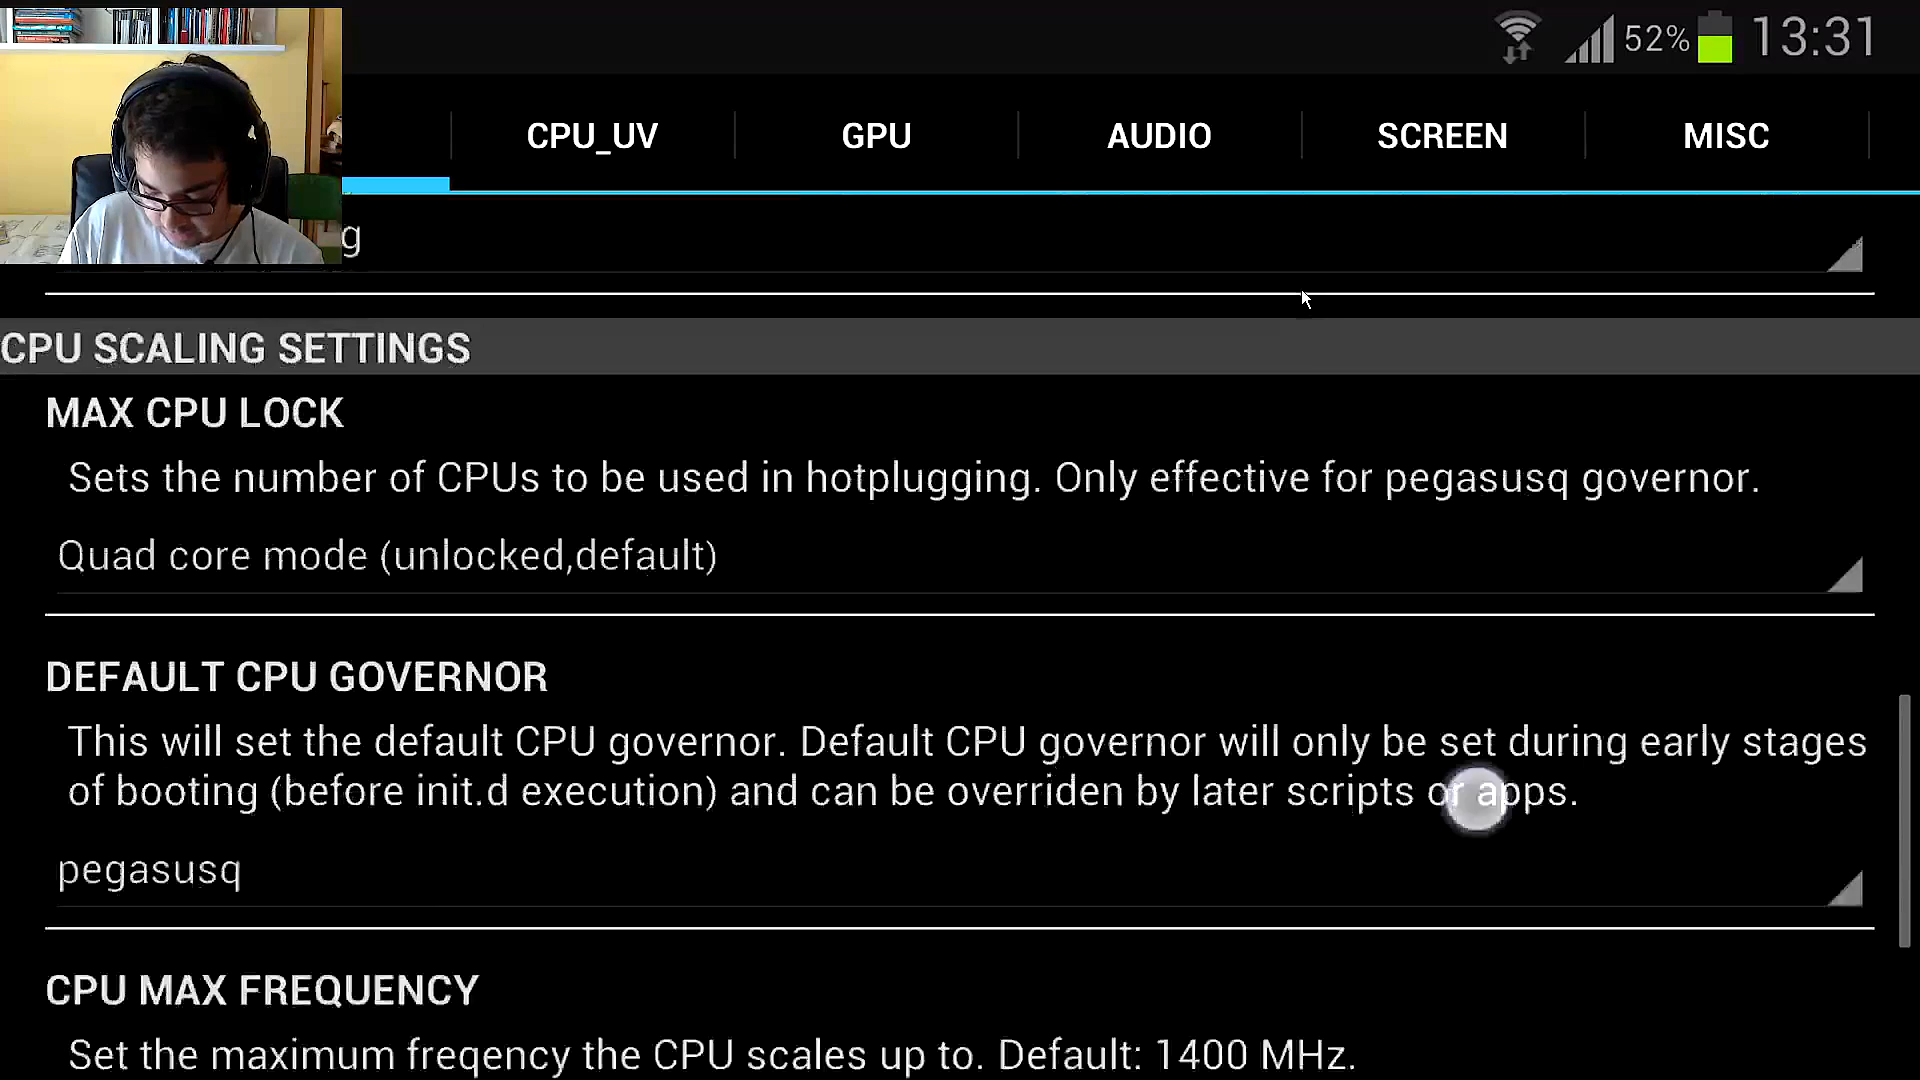 52% 13:31
CPU_UV GPU AUDIO SCREEN MISC
g
CPU SCALING SETTINGS
MAX CPU LOCK
Sets the number of CPUs to be used in hotplugging. Only effective for pegasusq governor.
Quad core mode (unlocked,default)
DEFAULT CPU GOVERNOR
This will set the default CPU governor. Default CPU governor will only be set during early stages
of booting (before init.d execution) and can be overriden by later scripts or apps.
pegasusq
CPU MAX FREQUENCY
Set the maximum freqency the CPU scales up to. Default: 1400 MHz.